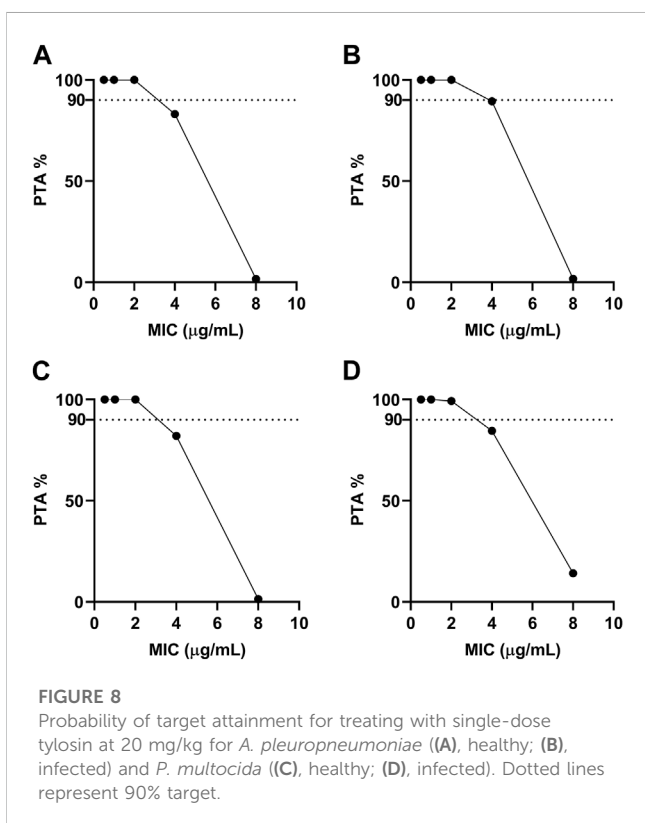 A
100
90
50
0
PTA %
0 2 4 6 8 10
MIC (µg/mL)
B
100
90
50
0
PTA %
0 2 4 6 8 10
MIC (µg/mL)
C
100
90
50
0
PTA %
0 2 4 6 8 10
MIC (µg/mL)
D
100
90
50
0
PTA %
0 2 4 6 8 10
MIC (µg/mL)
FIGURE 8
Probability of target attainment for treating with single-dose
tylosin at 20 mg/kg for A. pleuropneumoniae ((A), healthy; (B),
infected) and P. multocida ((C), healthy; (D), infected). Dotted lines
represent 90% target.